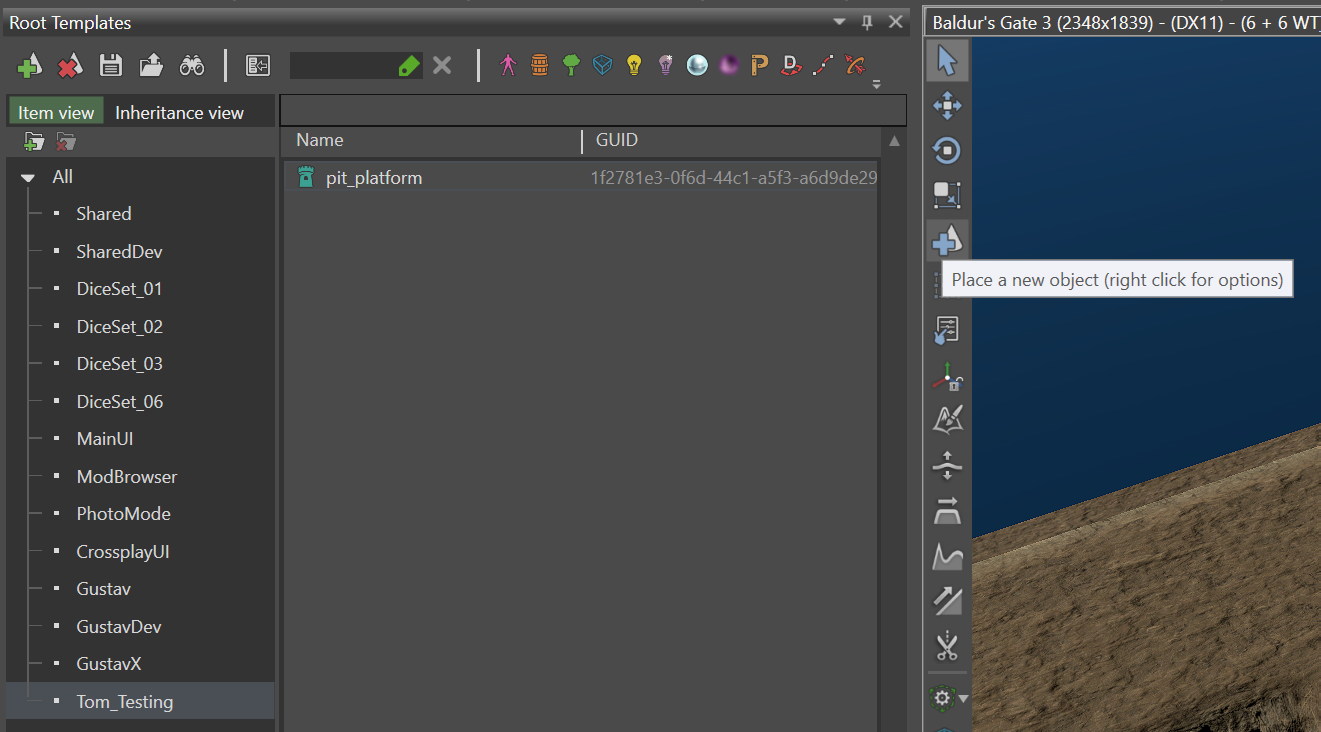 Root Templates
Baldur's Gate 3 (2348x1839) - (DX11) - (6 + 6 WT
Item view Inheritance view
Name GUID
All
pit_platform 1f2781e3-0f6d-44c1-a5f3-a6d9de29
Shared
SharedDev
Place a new object (right click for options)
DiceSet_01
DiceSet_02
DiceSet_03
DiceSet_06
MainUI
ModBrowser
PhotoMode
CrossplayUI
Gustav
GustavDev
GustavX
Tom_Testing